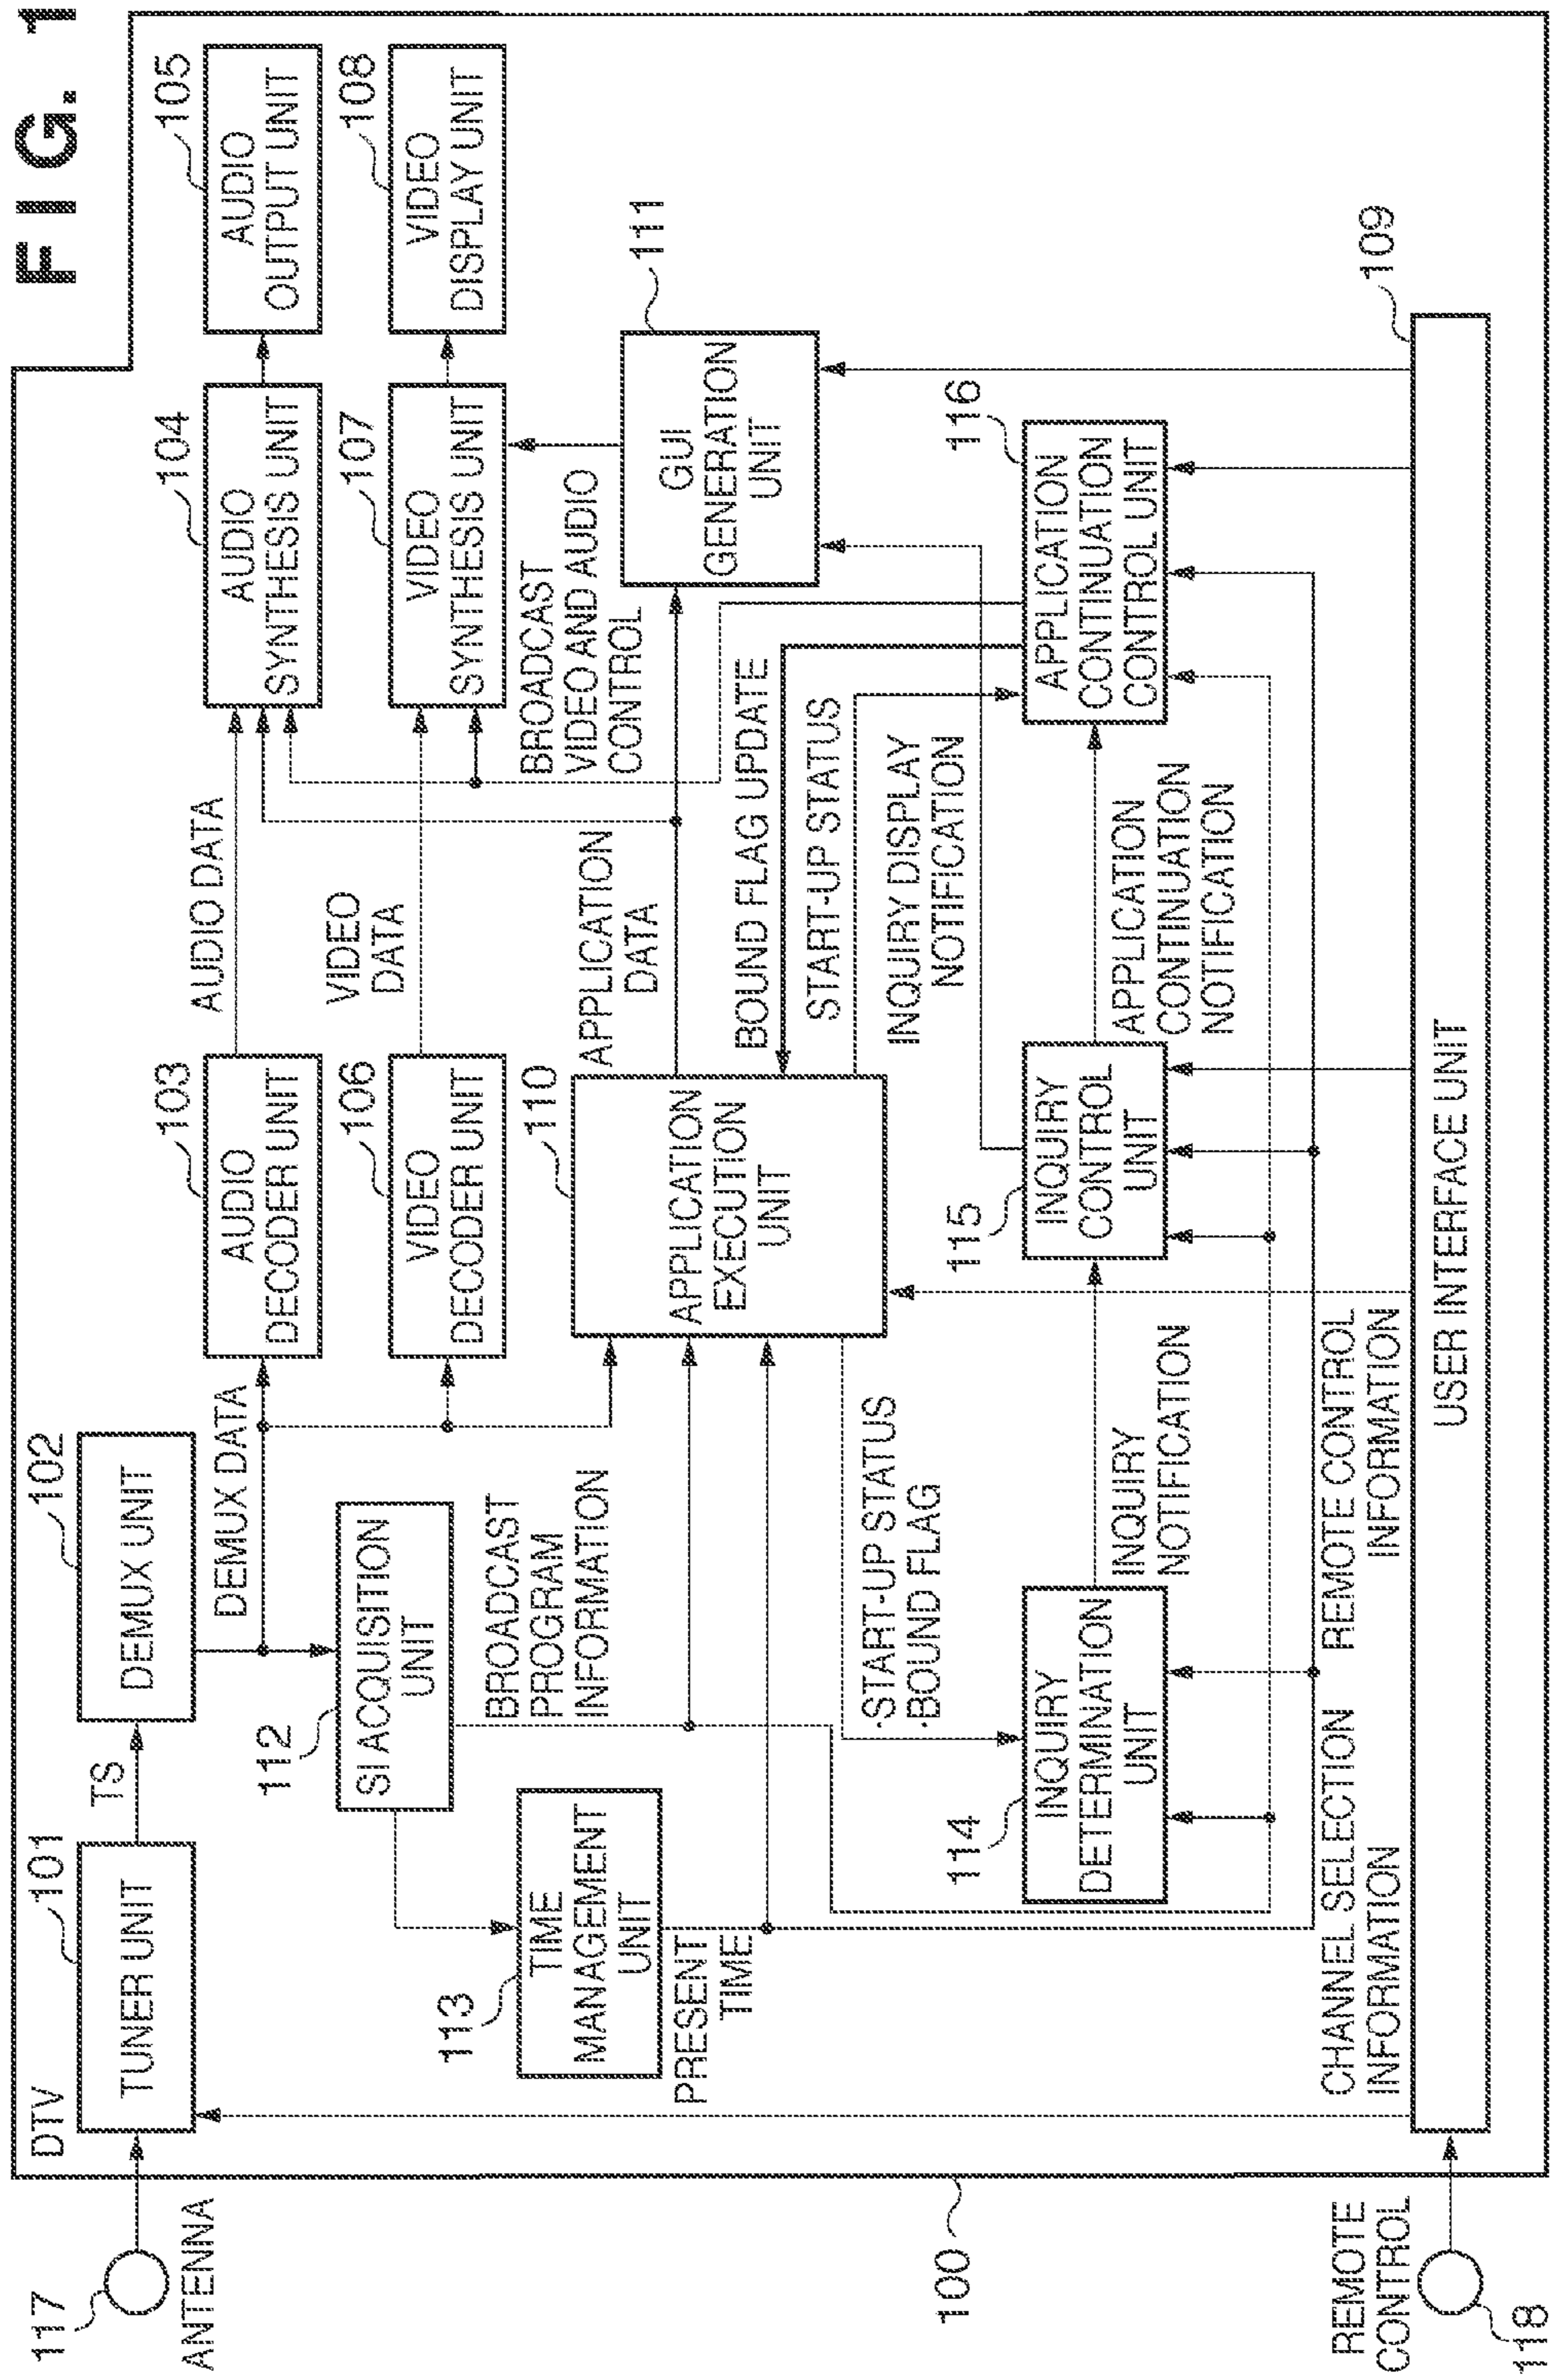 FIG. 1
DTV
117
ANTENNA
101
TUNER UNIT
TS
102
DEMUX UNIT
DEMUX DATA
103
AUDIO
DECODER UNIT
AUDIO DATA
104
AUDIO
SYNTHESIS UNIT
105
AUDIO
OUTPUT UNIT
106
VIDEO
DECODER UNIT
VIDEO
DATA
107
VIDEO
SYNTHESIS UNIT
108
VIDEO
DISPLAY UNIT
112
SI ACQUISITION
UNIT
BROADCAST
PROGRAM
INFORMATION
113
TIME
MANAGEMENT
UNIT
PRESENT
TIME
110
APPLICATION
EXECUTION
UNIT
APPLICATION
DATA
BROADCAST
VIDEO AND AUDIO
CONTROL
111
GUI
GENERATION
UNIT
BOUND FLAG UPDATE
START-UP STATUS
INQUIRY DISPLAY
NOTIFICATION
·START-UP STATUS
·BOUND FLAG
114
INQUIRY
DETERMINATION
UNIT
INQUIRY
NOTIFICATION
115
INQUIRY
CONTROL
UNIT
APPLICATION
CONTINUATION
NOTIFICATION
116
APPLICATION
CONTINUATION
CONTROL UNIT
CHANNEL SELECTION
INFORMATION
REMOTE CONTROL
INFORMATION
109
USER INTERFACE UNIT
100
REMOTE
CONTROL
118